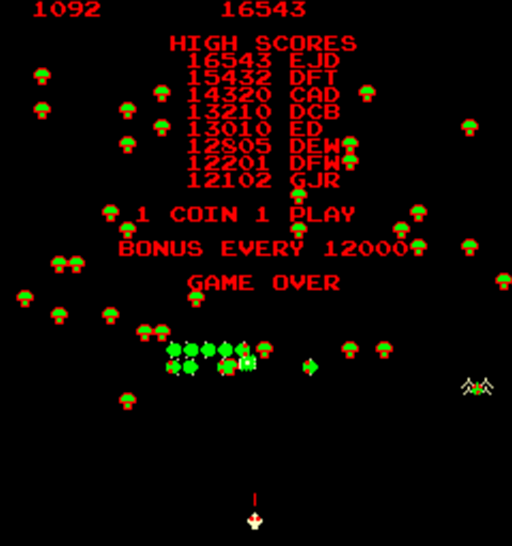 1092 16543
HIGH SCORES
16543 EJD
15432 DFT
14320 CAD
13210 DCB
13010 ED
12805 DEW
12201 DFW
12102 GJR
1 COIN 1 PLAY
BONUS EVERY 12000
GAME OVER